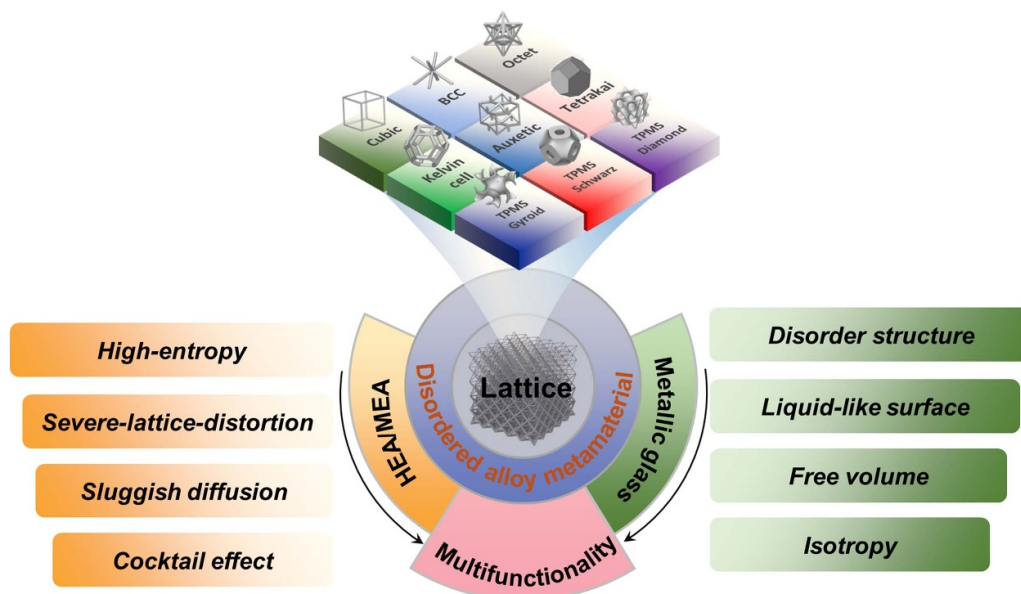 Octet
BCC
Tetrakai
Cubic
Auxetic
TPMS
Diamond
Kelvin
cell
TPMS
Schwarz
TPMS
Gyroid
High-entropy
Severe-lattice-distortion
Sluggish diffusion
Cocktail effect
HEA/MEA
Disordered alloy metamaterial
Lattice
Metallic glass
Multifunctionality
Disorder structure
Liquid-like surface
Free volume
Isotropy